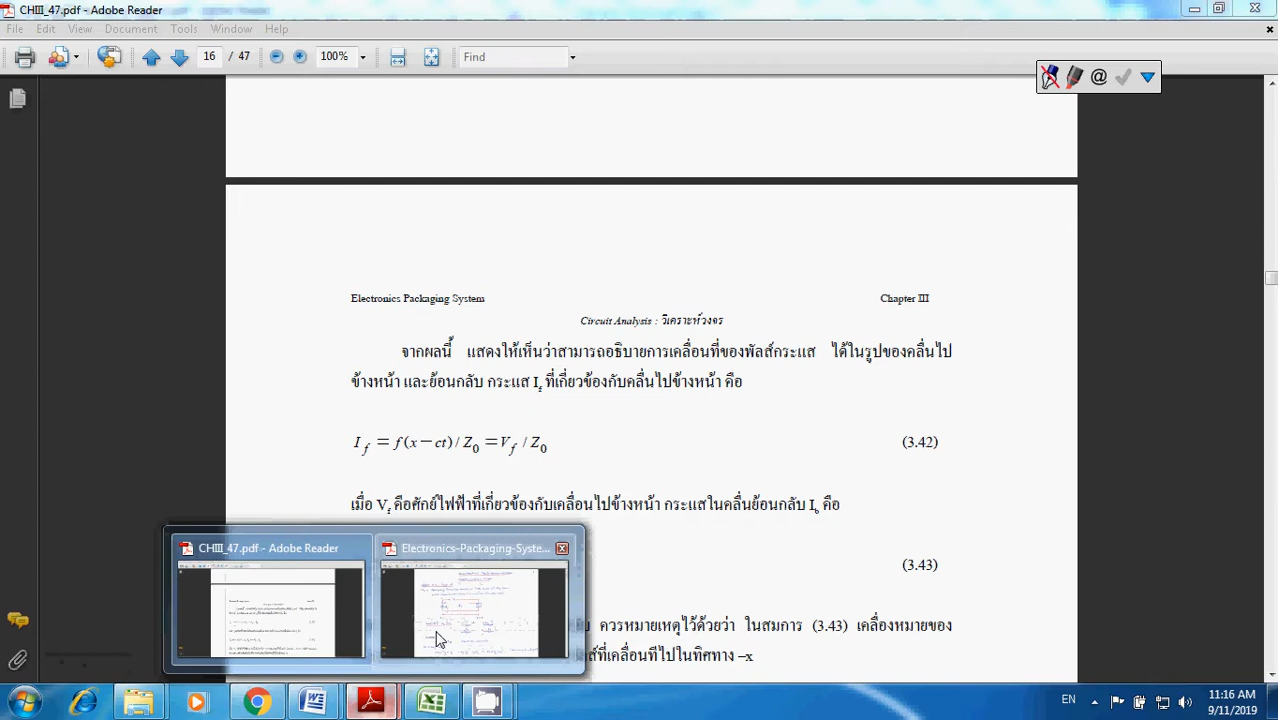 CHIII_47.pdf - Adobe Reader
File Edit View Document Tools Window Help
16 / 47 100% Find
Electronics Packaging System Chapter III
Circuit Analysis : วิเคราะห์วงจร
จากผลนี้ แสดงให้เห็นว่าสามารถอธิบายการเคลื่อนที่ของพัลส์กระแส ได้ในรูปของคลื่นไป
ข้างหน้า และย้อนกลับ กระแส I_f ที่เกี่ยวข้องกับคลื่นไปข้างหน้า คือ
I_f = f(x − ct) / Z_0 = V_f / Z_0 (3.42)
เมื่อ V_f คือศักย์ไฟฟ้าที่เกี่ยวข้องกับเคลื่อนไปข้างหน้า กระแสในคลื่นย้อนกลับ I_b คือ
(3.43)
ควรหมายเหตุไว้ด้วยว่า ในสมการ (3.43) เคลื่องหมายของ
ที่เคลื่อนทีไปในทิศทาง –x
CHIII_47.pdf - Adobe Reader
Electronics-Packaging-Syste...
EN
11:16 AM
9/11/2019